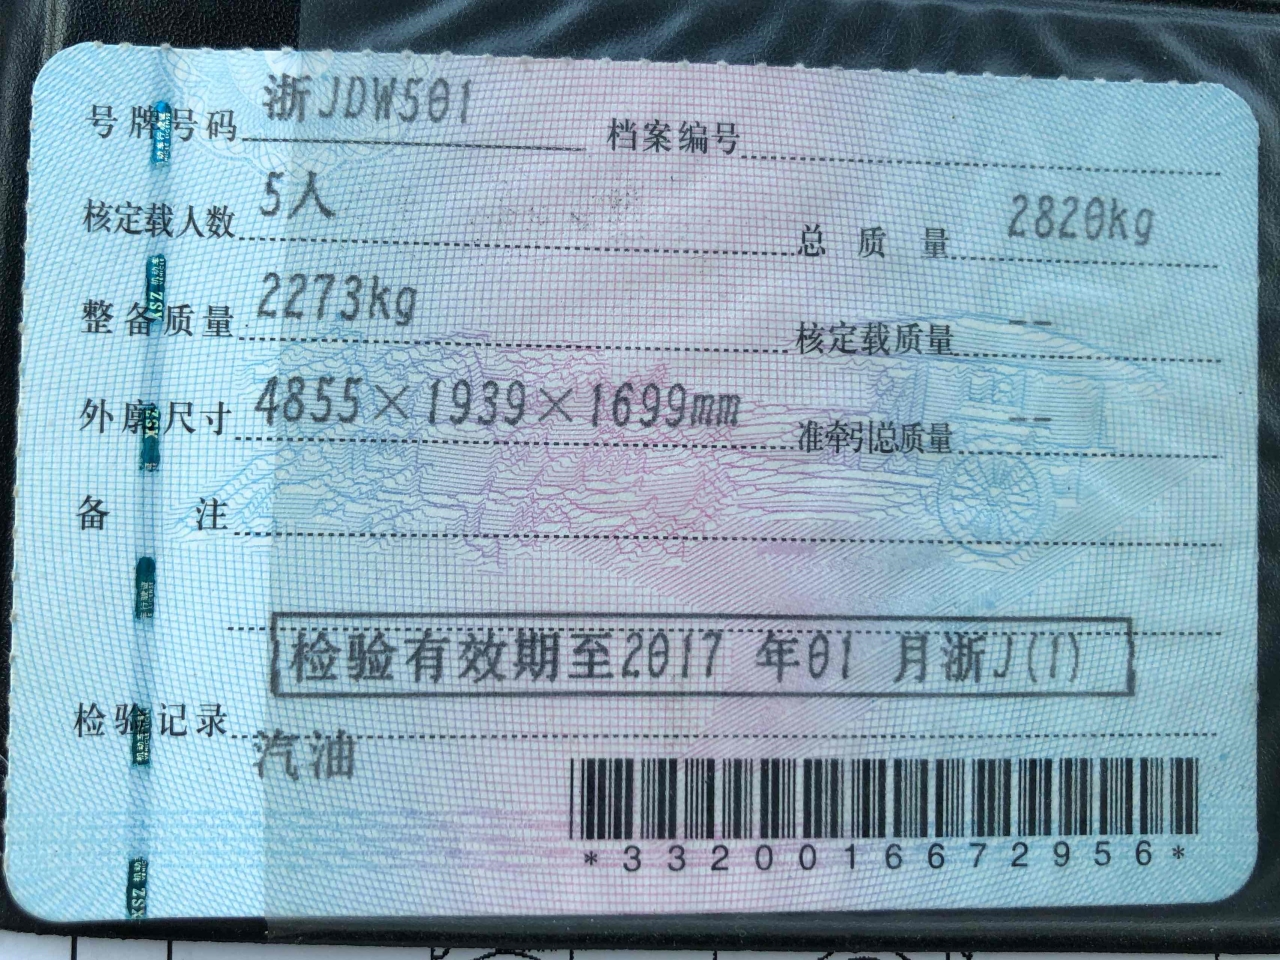 号牌号码 浙JDW501 档案编号
核定载人数 5人 总质量 2820kg
整备质量 2273kg 核定载质量 --
外廓尺寸 4855×1939×1699mm 准牵引总质量 --
备注
检验有效期至2017 年01 月浙J(1)
检验记录
汽油
*3320016672956*